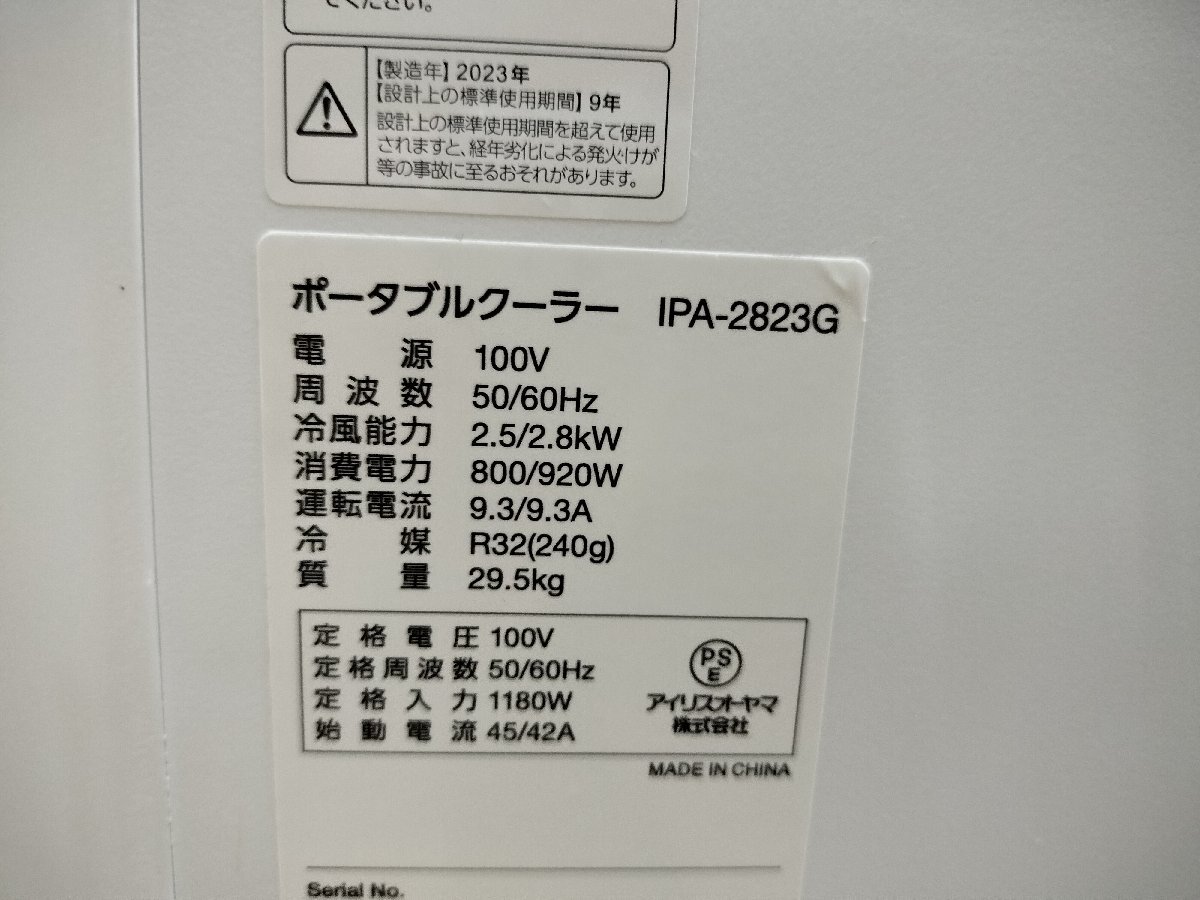 てください。
【製造年】2023年
【設計上の標準使用期間】9年
設計上の標準使用期間を超えて使用
されますと、経年劣化による発火けが
等の事故に至るおそれがあります。
ポータブルクーラー IPA-2823G
電源 100V
周波数 50/60Hz
冷風能力 2.5/2.8kW
消費電力 800/920W
運転電流 9.3/9.3A
冷媒 R32(240g)
質量 29.5kg
定格電圧 100V
定格周波数 50/60Hz
定格入力 1180W
始動電流 45/42A
PS
E
アイリスオーヤマ
株式会社
MADE IN CHINA
Serial No.